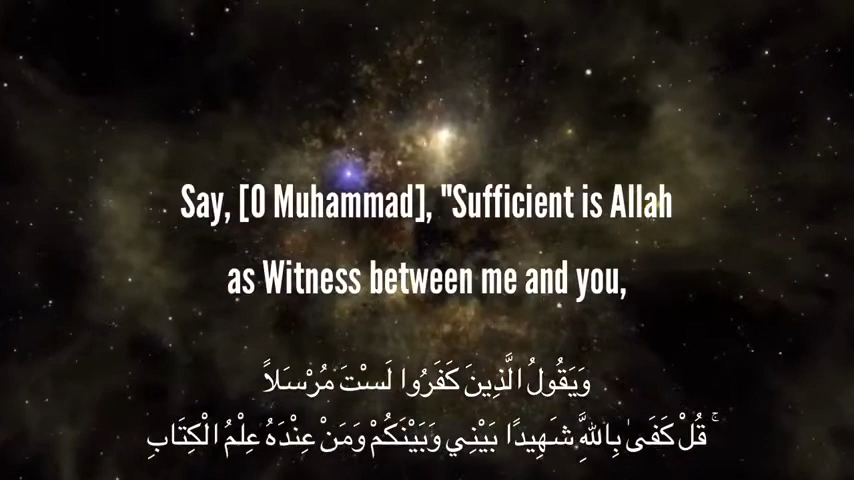 Say, [O Muhammad], "Sufficient is Allah
as Witness between me and you,
وَيَقُولُ الَّذِينَ كَفَرُوا لَسْتَ مُرْسَلاً
ۚ قُلْ كَفَىٰ بِاللَّهِ شَهِيدًا بَيْنِي وَبَيْنَكُمْ وَمَنْ عِنْدَهُ عِلْمُ الْكِتَابِ